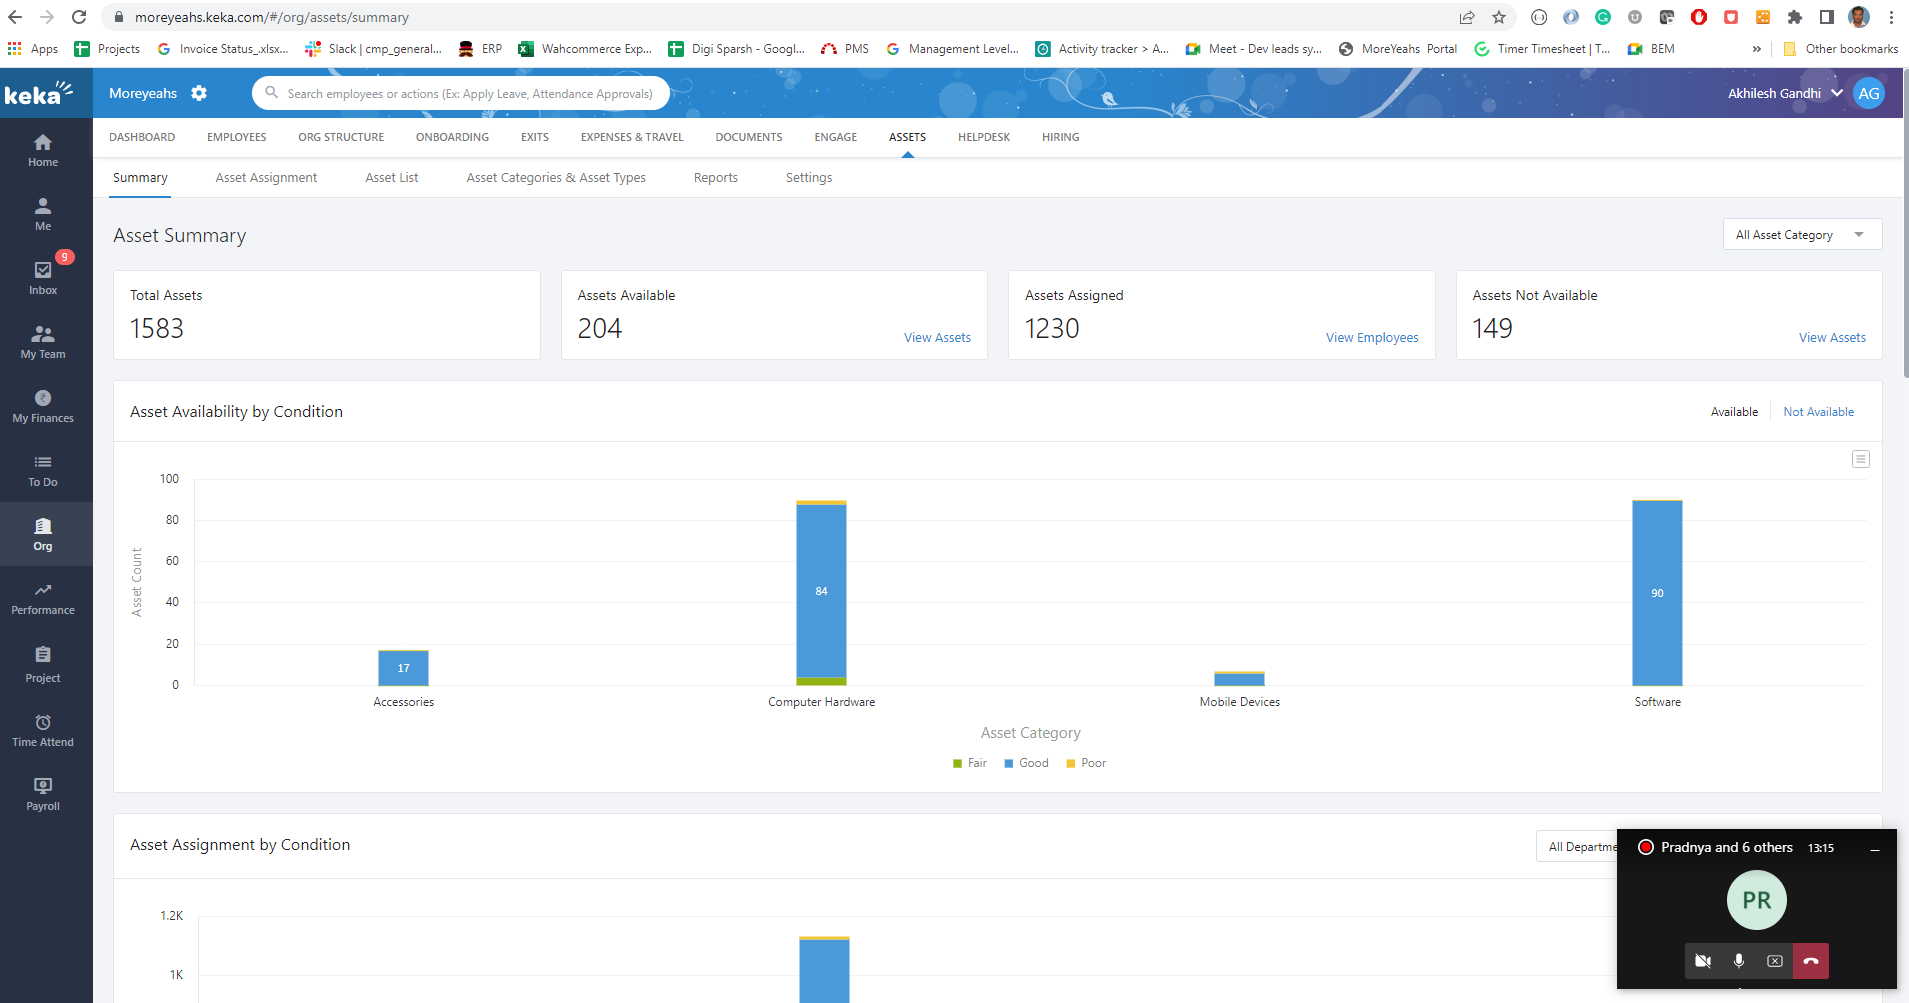 moreyeahs.keka.com/#/org/assets/summary
Apps
Projects
Invoice Status_.xlsx...
Slack | cmp_general...
ERP
Wahcommerce Exp...
Digi Sparsh - Googl...
PMS
Management Level...
Activity tracker > A...
Meet - Dev leads sy...
MoreYeahs Portal
Timer Timesheet | T...
BEM
»
Other bookmarks
keka
Moreyeahs
Search employees or actions (Ex: Apply Leave, Attendance Approvals)
Akhilesh Gandhi
AG
DASHBOARD
EMPLOYEES
ORG STRUCTURE
ONBOARDING
EXITS
EXPENSES & TRAVEL
DOCUMENTS
ENGAGE
ASSETS
HELPDESK
HIRING
Summary
Asset Assignment
Asset List
Asset Categories & Asset Types
Reports
Settings
Home
Me
9
Inbox
My Team
My Finances
To Do
Org
Performance
Project
Time Attend
Payroll
Asset Summary
All Asset Category
Total Assets
1583
Assets Available
204
View Assets
Assets Assigned
1230
View Employees
Assets Not Available
149
View Assets
Asset Availability by Condition
Available
Not Available
100
80
60
40
20
0
Asset Count
17
84
90
Accessories
Computer Hardware
Mobile Devices
Software
Asset Category
Fair
Good
Poor
Asset Assignment by Condition
All Departme
1.2K
1K
Pradnya and 6 others
13:15
PR